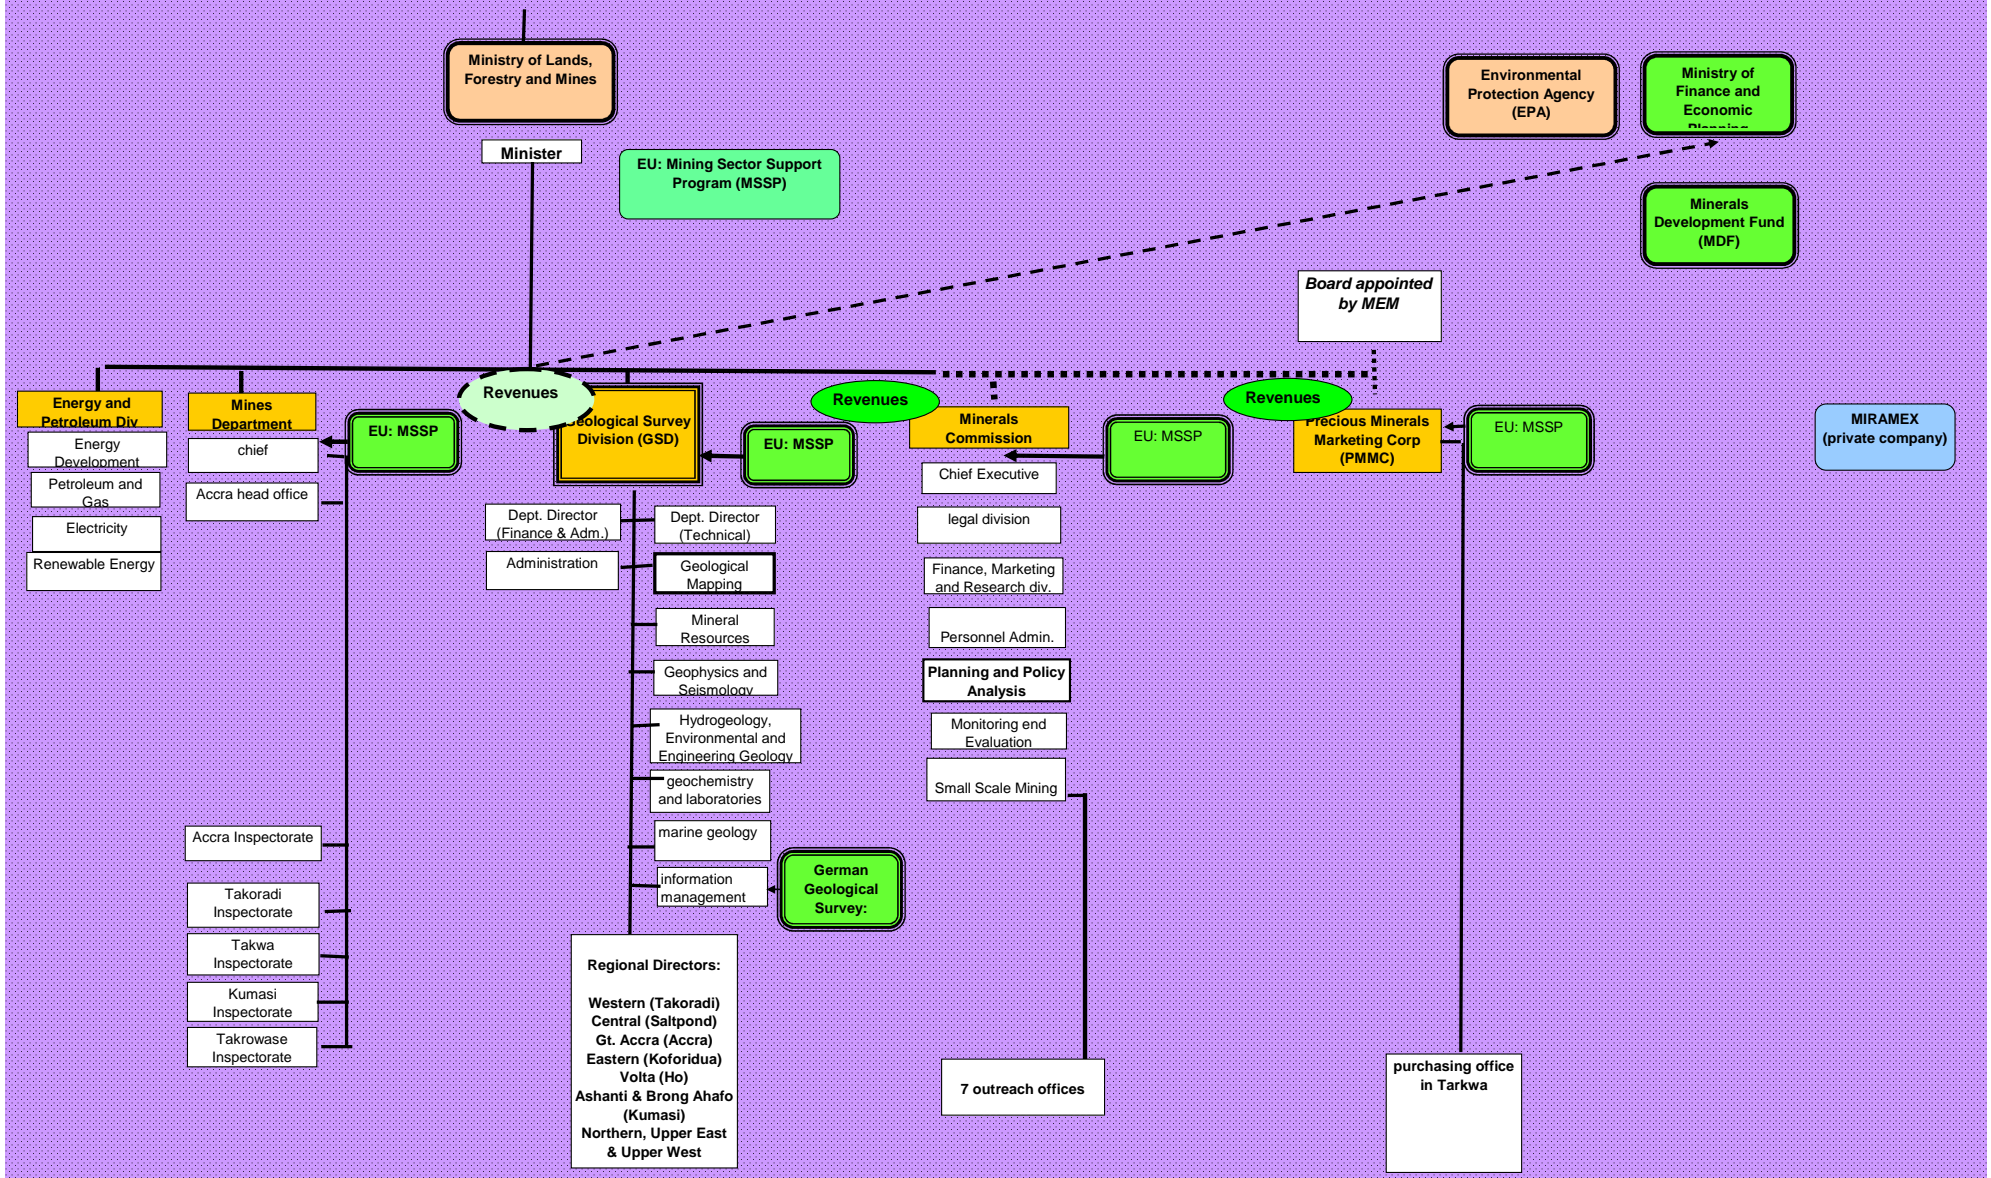 Ministry of Lands,
Forestry and Mines
Environmental
Protection Agency
(EPA)
Ministry of
Finance and
Economic
Planning
Minister
EU: Mining Sector Support
Program (MSSP)
Minerals
Development Fund
(MDF)
Board appointed
by MEM
Energy and
Petroleum Div
Energy
Development
Petroleum and
Gas
Electricity
Renewable Energy
Mines
Department
chief
Accra head office
EU: MSSP
Accra Inspectorate
Takoradi
Inspectorate
Takwa
Inspectorate
Kumasi
Inspectorate
Takrowase
Inspectorate
Revenues
Geological Survey
Division (GSD)
EU: MSSP
Dept. Director
(Finance & Adm.)
Dept. Director
(Technical)
Administration
Geological
Mapping
Mineral
Resources
Geophysics and
Seismology
Hydrogeology,
Environmental and
Engineering Geology
geochemistry
and laboratories
marine geology
information
management
German
Geological
Survey:
Regional Directors:
Western (Takoradi)
Central (Saltpond)
Gt. Accra (Accra)
Eastern (Koforidua)
Volta (Ho)
Ashanti & Brong Ahafo
(Kumasi)
Northern, Upper East
& Upper West
Revenues
Minerals
Commission
EU: MSSP
Chief Executive
legal division
Finance, Marketing
and Research div.
Personnel Admin.
Planning and Policy
Analysis
Monitoring end
Evaluation
Small Scale Mining
7 outreach offices
Revenues
Precious Minerals
Marketing Corp
(PMMC)
EU: MSSP
purchasing office
in Tarkwa
MIRAMEX
(private company)